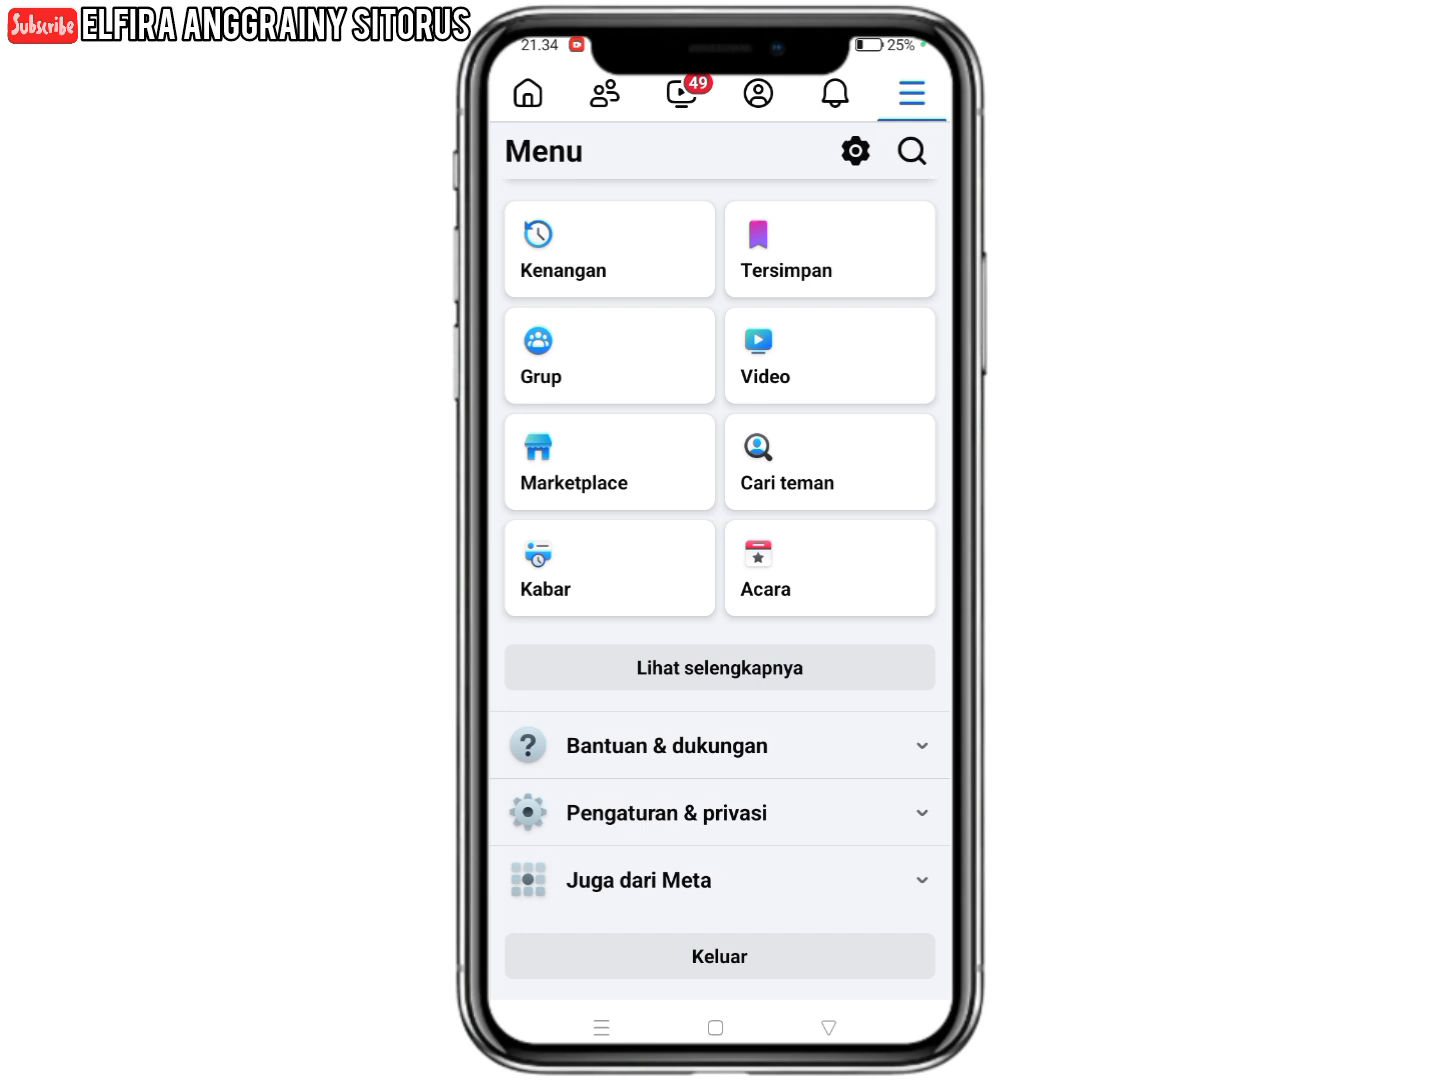 Subscribe ELFIRA ANGGRAINY SITORUS
21.34 25%
49
Menu
Kenangan Tersimpan
Grup Video
Marketplace Cari teman
Kabar Acara
Lihat selengkapnya
Bantuan & dukungan
Pengaturan & privasi
Juga dari Meta
Keluar